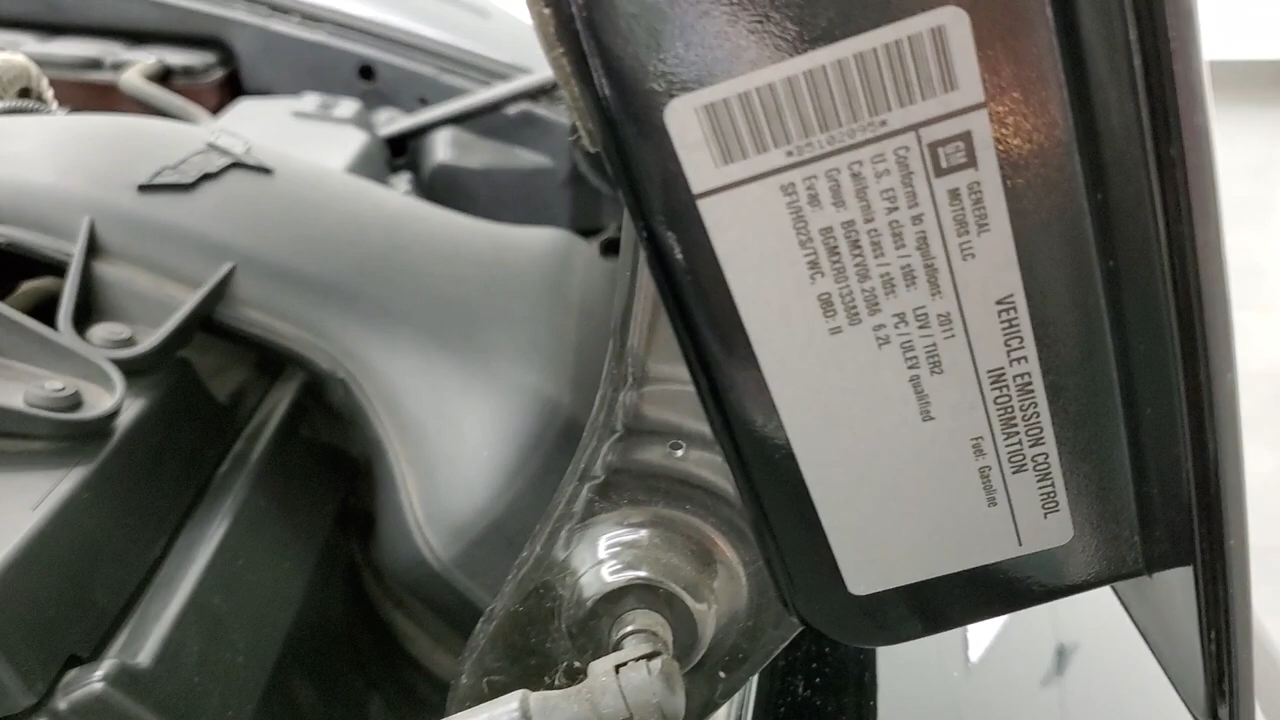 GM
GENERAL
MOTORS LLC
VEHICLE EMISSION CONTROL
INFORMATION
Fuel: Gasoline
Conforms to regulations: 2011
U.S. EPA class / stds: LDV / TIER2
California class / stds: PC / ULEV qualified
Group: BGMXV06.2086 6.2L
Evap: BGMXR0133880
SFI/HO2S/TWC, OBD: II